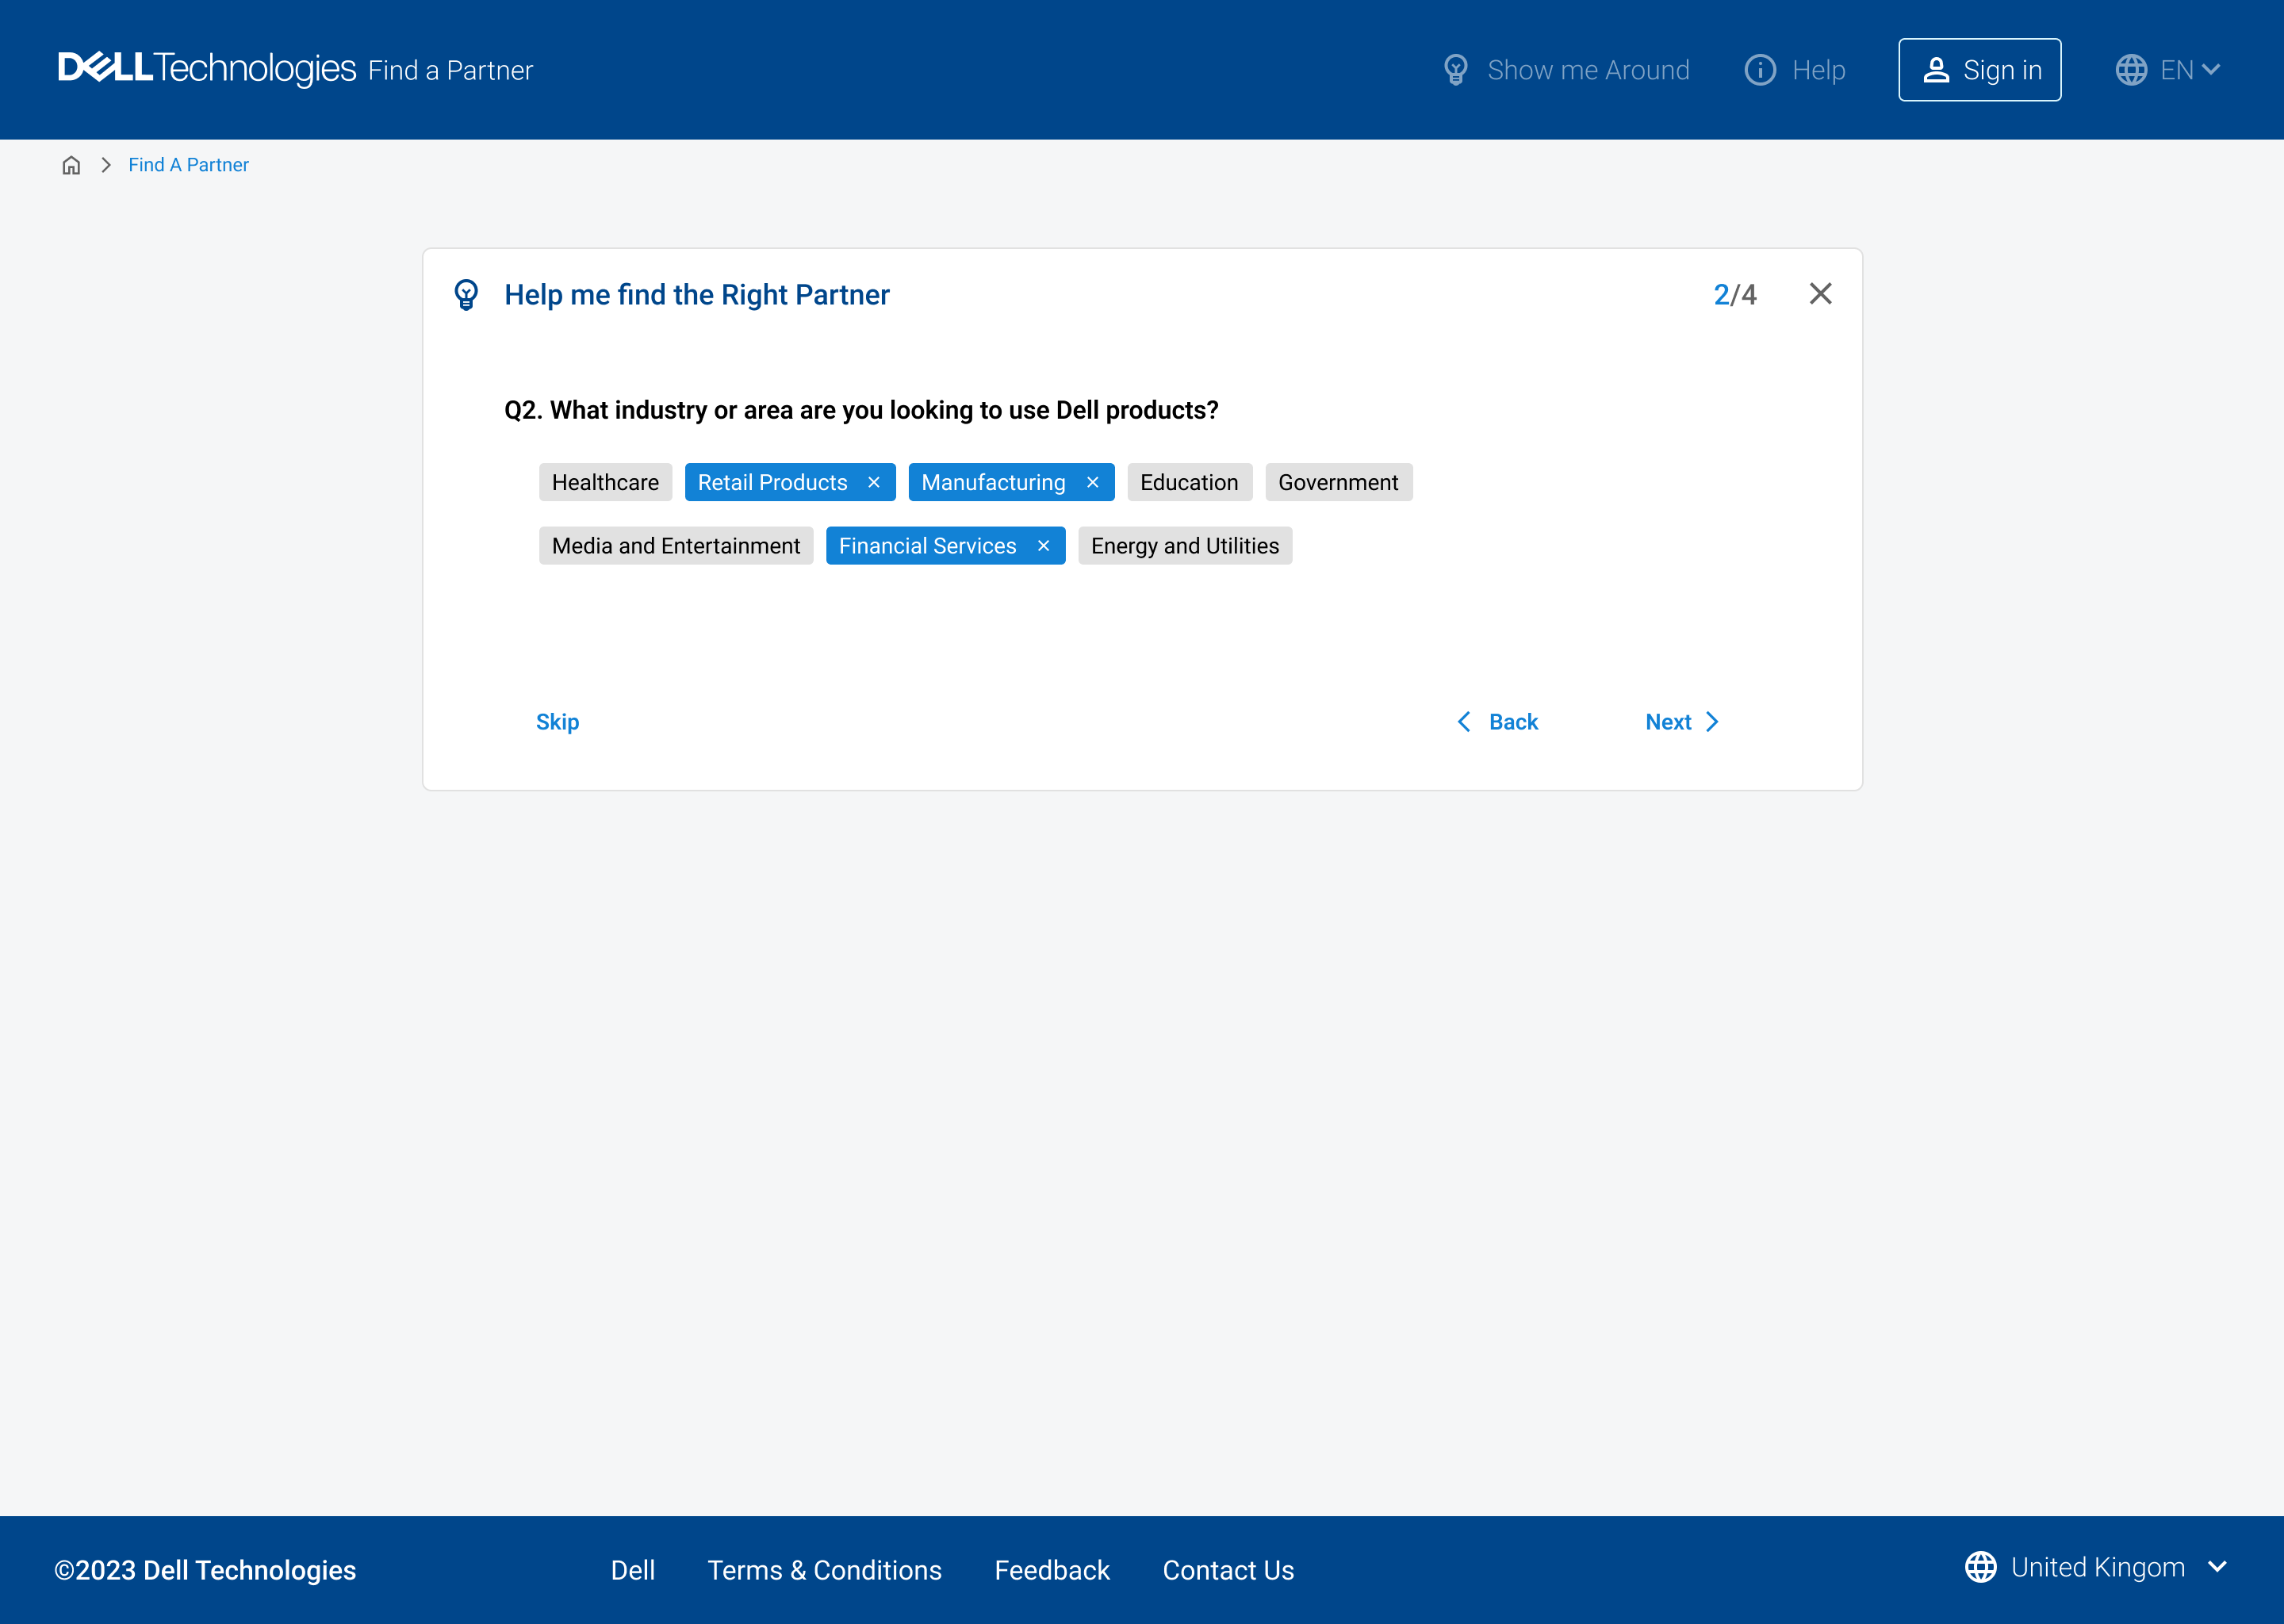 DELLTechnologies Find a Partner
Show me Around
Help
Sign in
EN
Find A Partner
Help me find the Right Partner
2/4
Q2. What industry or area are you looking to use Dell products?
Healthcare Retail Products Manufacturing Education Government
Media and Entertainment Financial Services Energy and Utilities
Skip
Back
Next
©2023 Dell Technologies
Dell
Terms & Conditions
Feedback
Contact Us
United Kingom